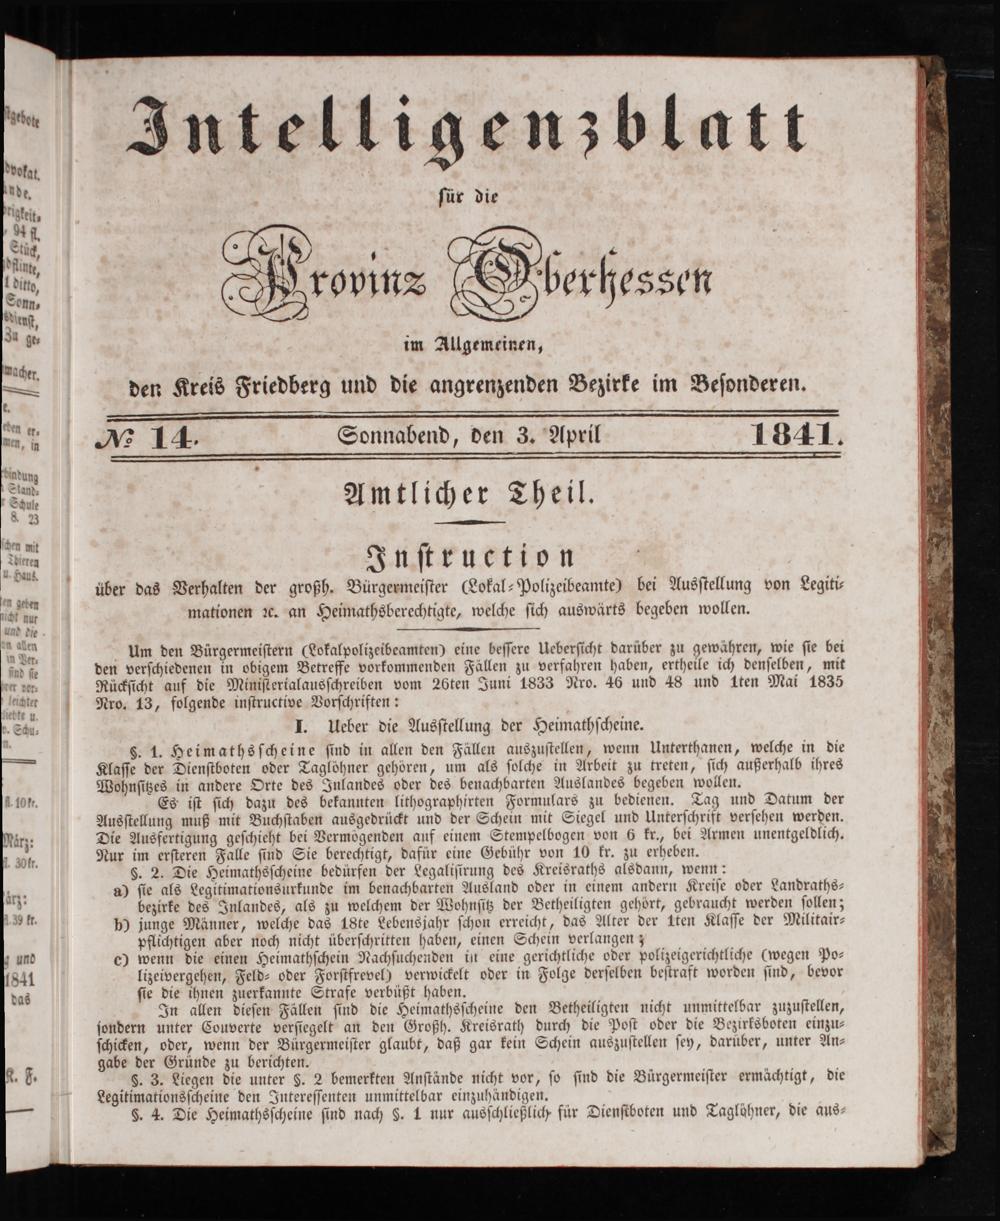 Intelligenzblatt
für die
Provinz Oberhessen
im Allgemeinen,
den Kreis Friedberg und die angrenzenden Bezirke im Besonderen.
№ 14. Sonnabend, den 3. April 1841.
Amtlicher Theil.
Instruction
über das Verhalten der großh. Bürgermeister (Lokal-Polizeibeamte) bei Ausstellung von Legiti-
mationen ꝛc. an Heimathsberechtigte, welche sich auswärts begeben wollen.
Um den Bürgermeistern (Lokalpolizeibeamten) eine bessere Uebersicht darüber zu gewähren, wie sie bei
den verschiedenen in obigem Betreffe vorkommenden Fällen zu verfahren haben, ertheile ich denselben, mit
Rücksicht auf die Ministerialausschreiben vom 26ten Juni 1833 Nro. 46 und 48 und 1ten Mai 1835
Nro. 13, folgende instructive Vorschriften:
I. Ueber die Ausstellung der Heimathscheine.
§. 1. Heimathsscheine sind in allen den Fällen auszustellen, wenn Unterthanen, welche in die
Klasse der Dienstboten oder Taglöhner gehören, um als solche in Arbeit zu treten, sich außerhalb ihres
Wohnsitzes in andere Orte des Inlandes oder des benachbarten Auslandes begeben wollen.
Es ist sich dazu des bekannten lithographirten Formulars zu bedienen. Tag und Datum der
Ausstellung muß mit Buchstaben ausgedrückt und der Schein mit Siegel und Unterschrift versehen werden.
Die Ausfertigung geschieht bei Vermögenden auf einem Stempelbogen von 6 kr., bei Armen unentgeldlich.
Nur im ersteren Falle sind Sie berechtigt, dafür eine Gebühr von 10 kr. zu erheben.
§. 2. Die Heimathsscheine bedürfen der Legalisirung des Kreisraths alsdann, wenn:
a) sie als Legitimationsurkunde im benachbarten Ausland oder in einem andern Kreise oder Landraths-
bezirke des Inlandes, als zu welchem der Wohnsitz der Betheiligten gehört, gebraucht werden sollen;
b) junge Männer, welche das 18te Lebensjahr schon erreicht, das Alter der 1ten Klasse der Militair-
pflichtigen aber noch nicht überschritten haben, einen Schein verlangen;
c) wenn die einen Heimathschein Nachsuchenden in eine gerichtliche oder polizeigerichtliche (wegen Po-
lizeivergehen, Feld- oder Forstfrevel) verwickelt oder in Folge derselben bestraft worden sind, bevor
sie die ihnen zuerkannte Strafe verbüßt haben.
In allen diesen Fällen sind die Heimathsscheine den Betheiligten nicht unmittelbar zuzustellen,
sondern unter Couverte versiegelt an den Großh. Kreisrath durch die Post oder die Bezirksboten einzu-
schicken, oder, wenn der Bürgermeister glaubt, daß gar kein Schein auszustellen sey, darüber, unter An-
gabe der Gründe zu berichten.
§. 3. Liegen die unter §. 2 bemerkten Anstände nicht vor, so sind die Bürgermeister ermächtigt, die
Legitimationsscheine den Interessenten unmittelbar einzuhändigen.
§. 4. Die Heimathsscheine sind nach §. 1 nur ausschließlich für Dienstboten und Taglöhner, die aus-